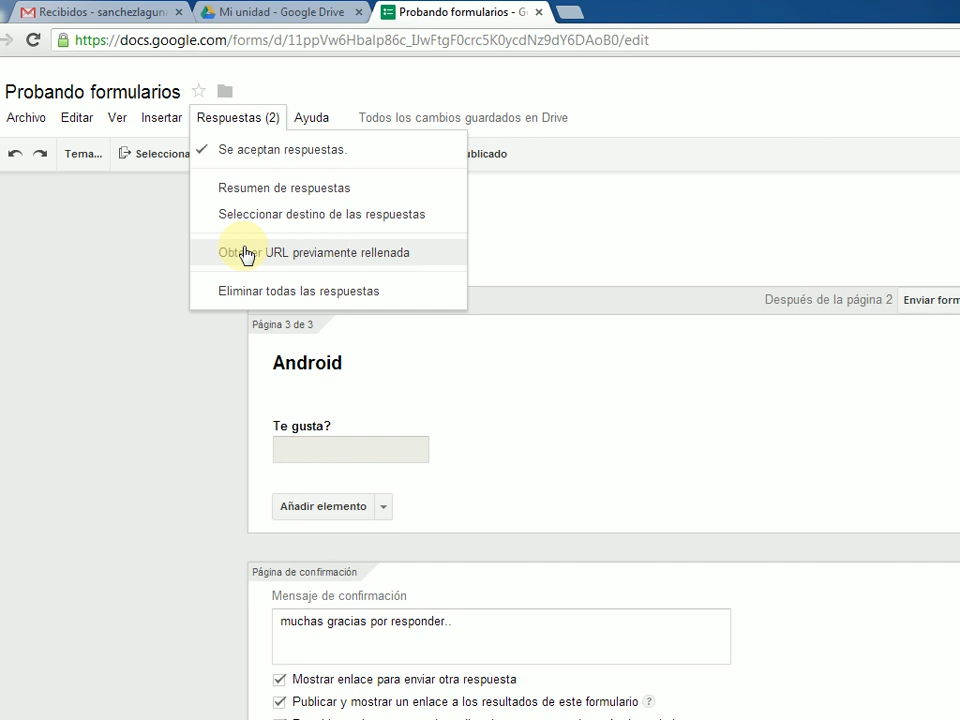 Recibidos - sanchezlaguna
Mi unidad - Google Drive
Probando formularios - G
https://docs.google.com/forms/d/11ppVw6HbaIp86c_IJwFtgF0crc5K0ycdNz9dY6DAoB0/edit
Probando formularios
Archivo Editar Ver Insertar Respuestas (2) Ayuda Todos los cambios guardados en Drive
Tema... Selecciona ublicado
Se aceptan respuestas.
Resumen de respuestas
Seleccionar destino de las respuestas
Obtener URL previamente rellenada
Eliminar todas las respuestas
Después de la página 2 Enviar form
Página 3 de 3
Android
Te gusta?
Añadir elemento
Página de confirmación
Mensaje de confirmación
muchas gracias por responder..
Mostrar enlace para enviar otra respuesta
Publicar y mostrar un enlace a los resultados de este formulario ?